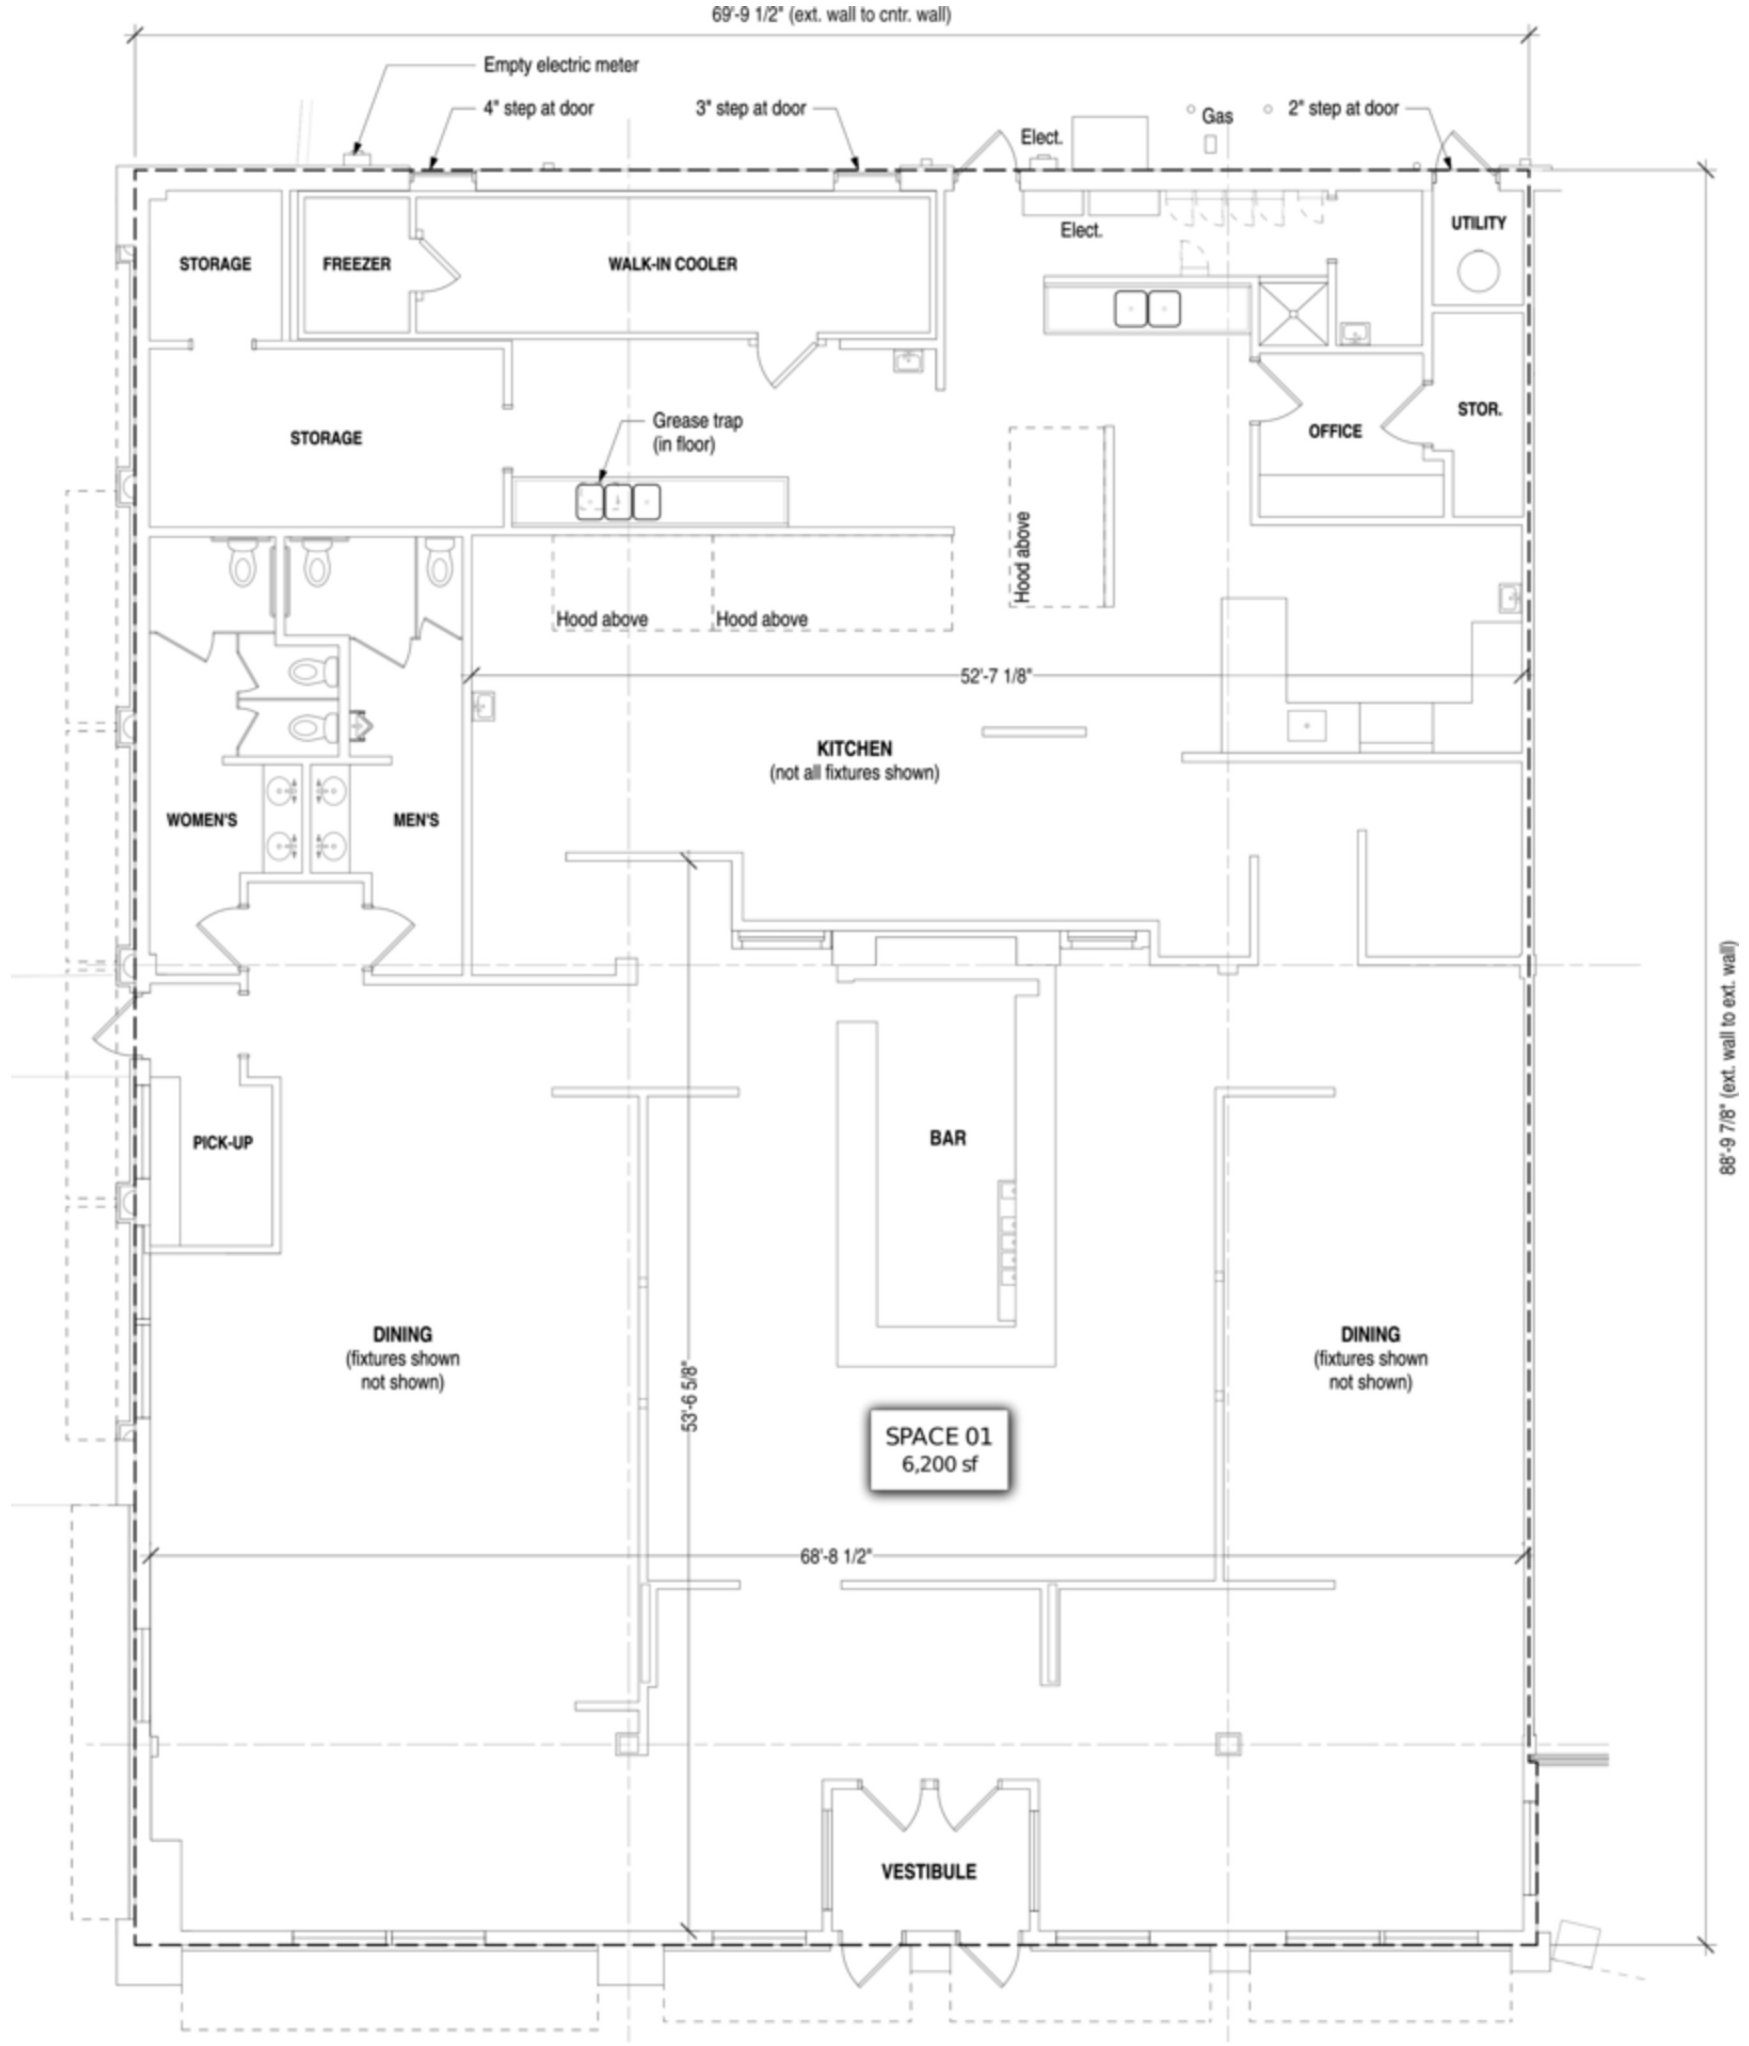 69'-9 1/2" (ext. wall to cntr. wall)
Empty electric meter
4" step at door
3" step at door
Elect.
Gas
2" step at door
STORAGE
FREEZER
WALK-IN COOLER
Elect.
UTILITY
STORAGE
Grease trap
(in floor)
OFFICE
STOR.
Hood above
Hood above
Hood above
52'-7 1/8"
KITCHEN
(not all fixtures shown)
WOMEN'S
MEN'S
88'-9 7/8" (ext. wall to ext. wall)
PICK-UP
BAR
DINING
(fixtures shown
not shown)
53'-6 5/8"
DINING
(fixtures shown
not shown)
SPACE 01
6,200 sf
68'-8 1/2"
VESTIBULE